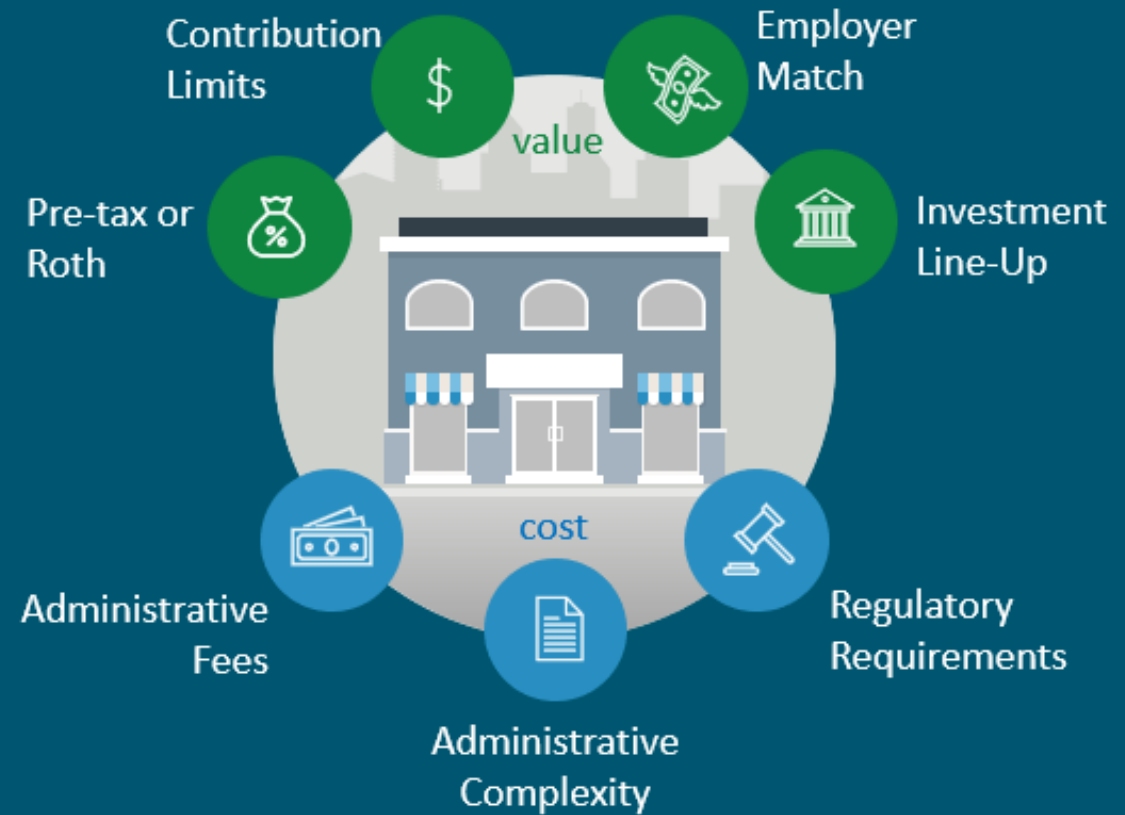 Contribution
Limits
Employer
Match
value
Pre-tax or
Roth
Investment
Line-Up
cost
Administrative
Fees
Regulatory
Requirements
Administrative
Complexity